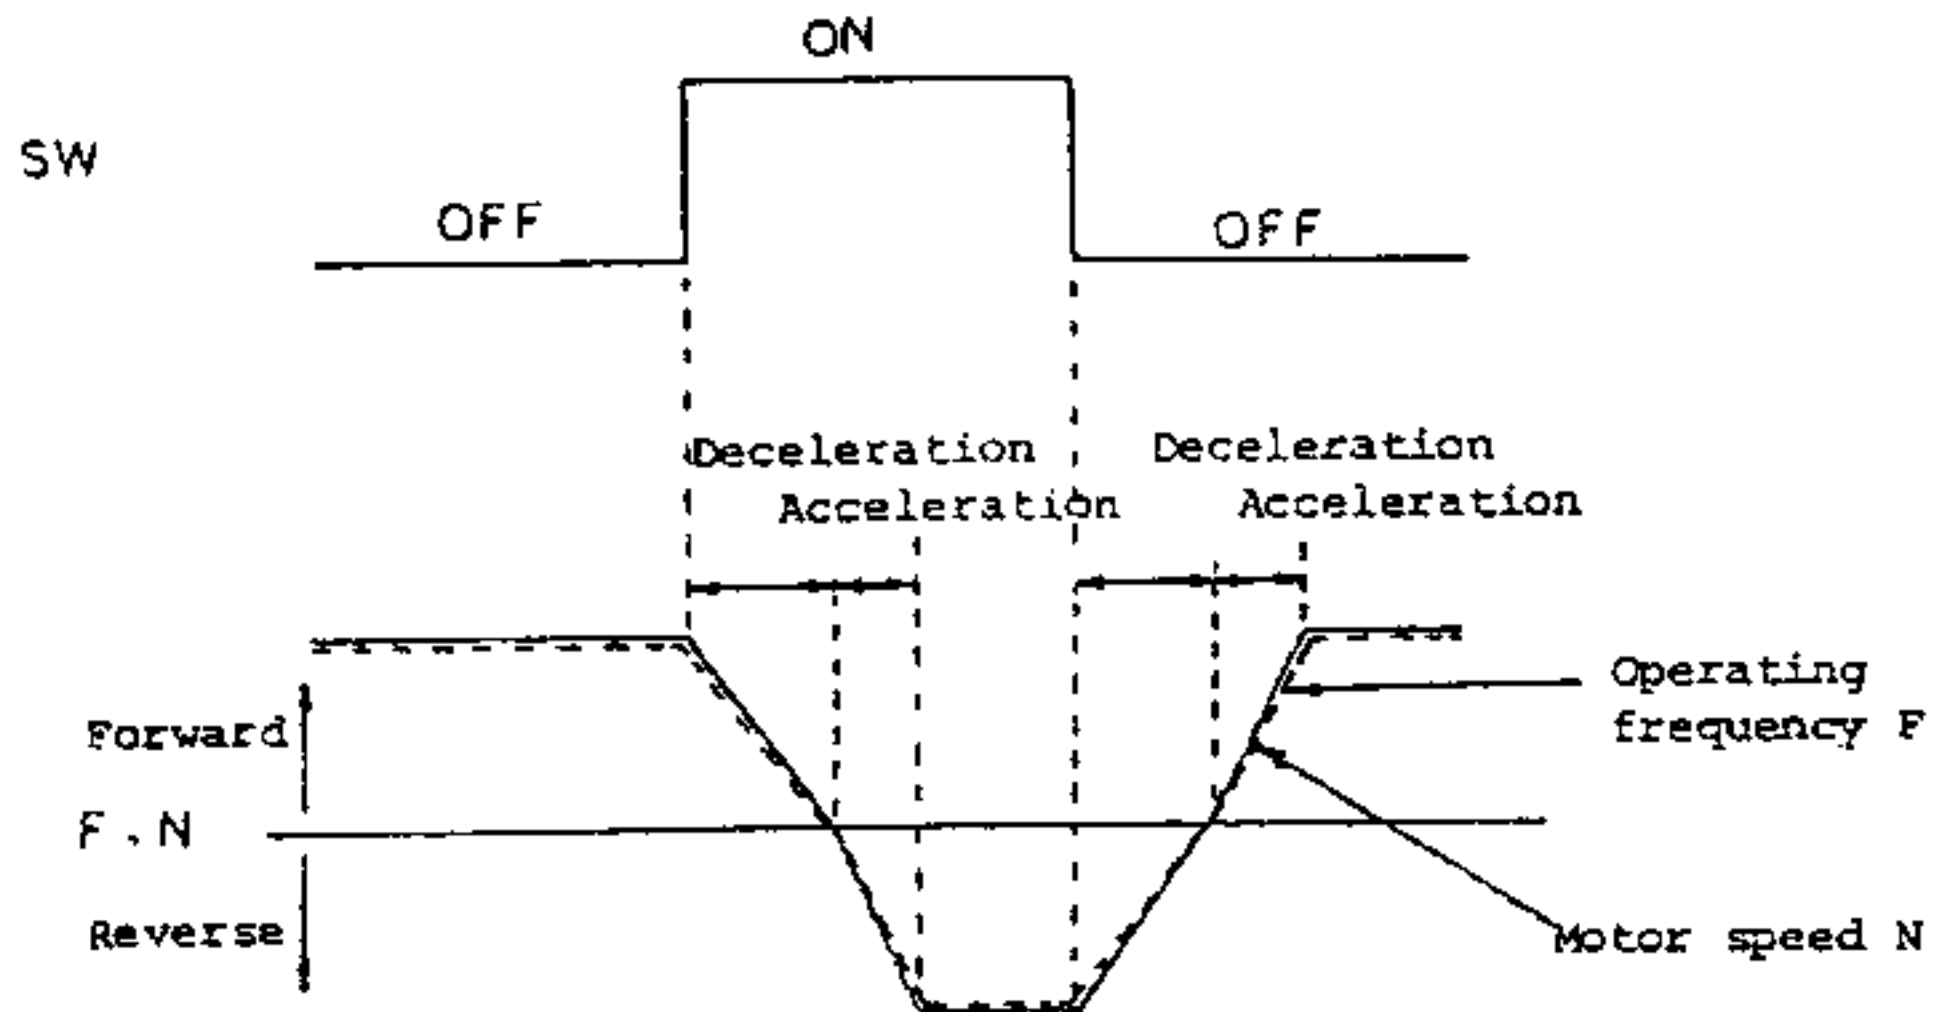 ON
SW
OFF
OFF
Deceleration
Deceleration
Acceleration
Acceleration
Operating
frequency F
Forward
F . N
Reverse
Motor speed N